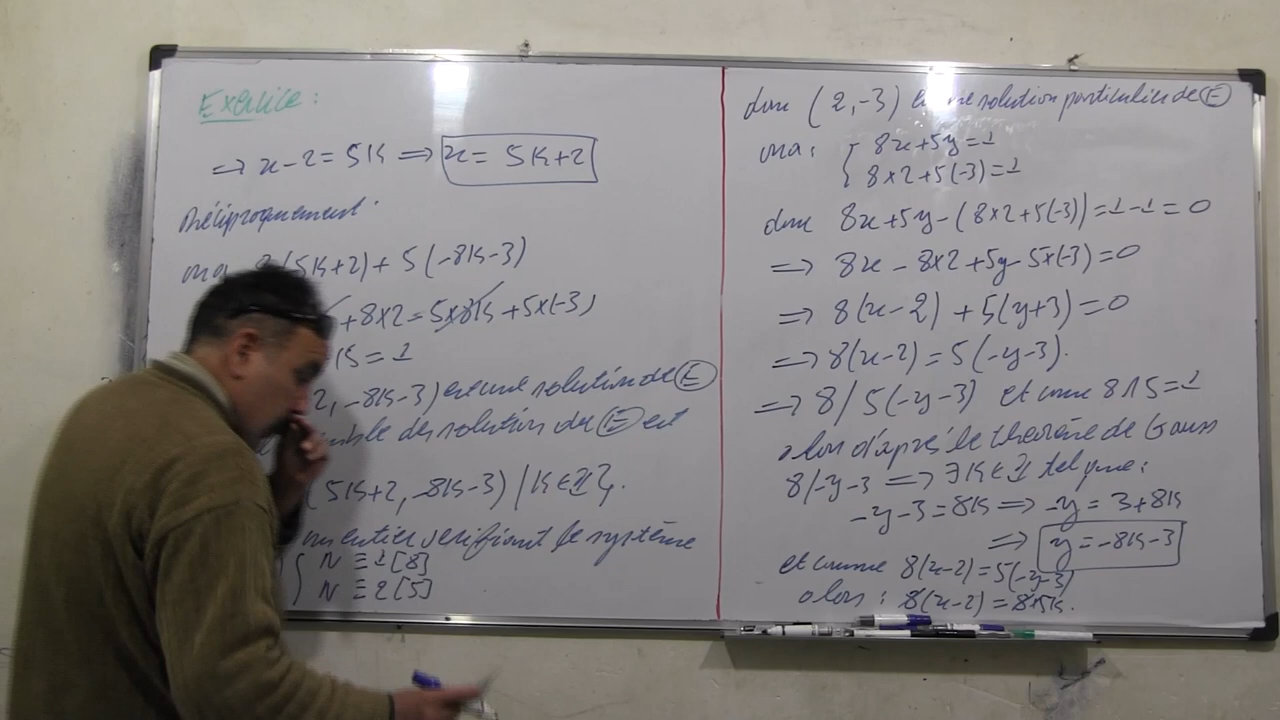 Exercice :
⇒ x-2 = 5k ⇒ x = 5k+2
Réciproquement
on a 8(5k+2) + 5(-8k-3)
+8×2 = 5×8k +5×(-3)
15 = 1
2, -8k-3) est une solution de (E)
des solution de (E) est
(5k+2, -8k-3) / k∈ℤ}.
un entier vérifiant le système
{ N ≡ 1[8]
N ≡ 2[5]
donc (2,-3) est une solution particulière de (E)
on a : { 8x+5y=1
8×2+5(-3)=1
donc 8x+5y-(8×2+5(-3))=1-1=0
⇒ 8x-8×2+5y-5×(-3)=0
⇒ 8(x-2) + 5(y+3)=0
⇒ 8(x-2) = 5(-y-3).
⇒ 8/5(-y-3) et comme 8∧5=1
alors d'après le théorème de Gauss
8/-y-3 ⇒ ∃k∈ℤ tel que :
-y-3=8k ⇒ -y = 3+8k
⇒ y=-8k-3
et comme 8(x-2)=5(-y-3)
alors : 8(x-2) = 8×5k.